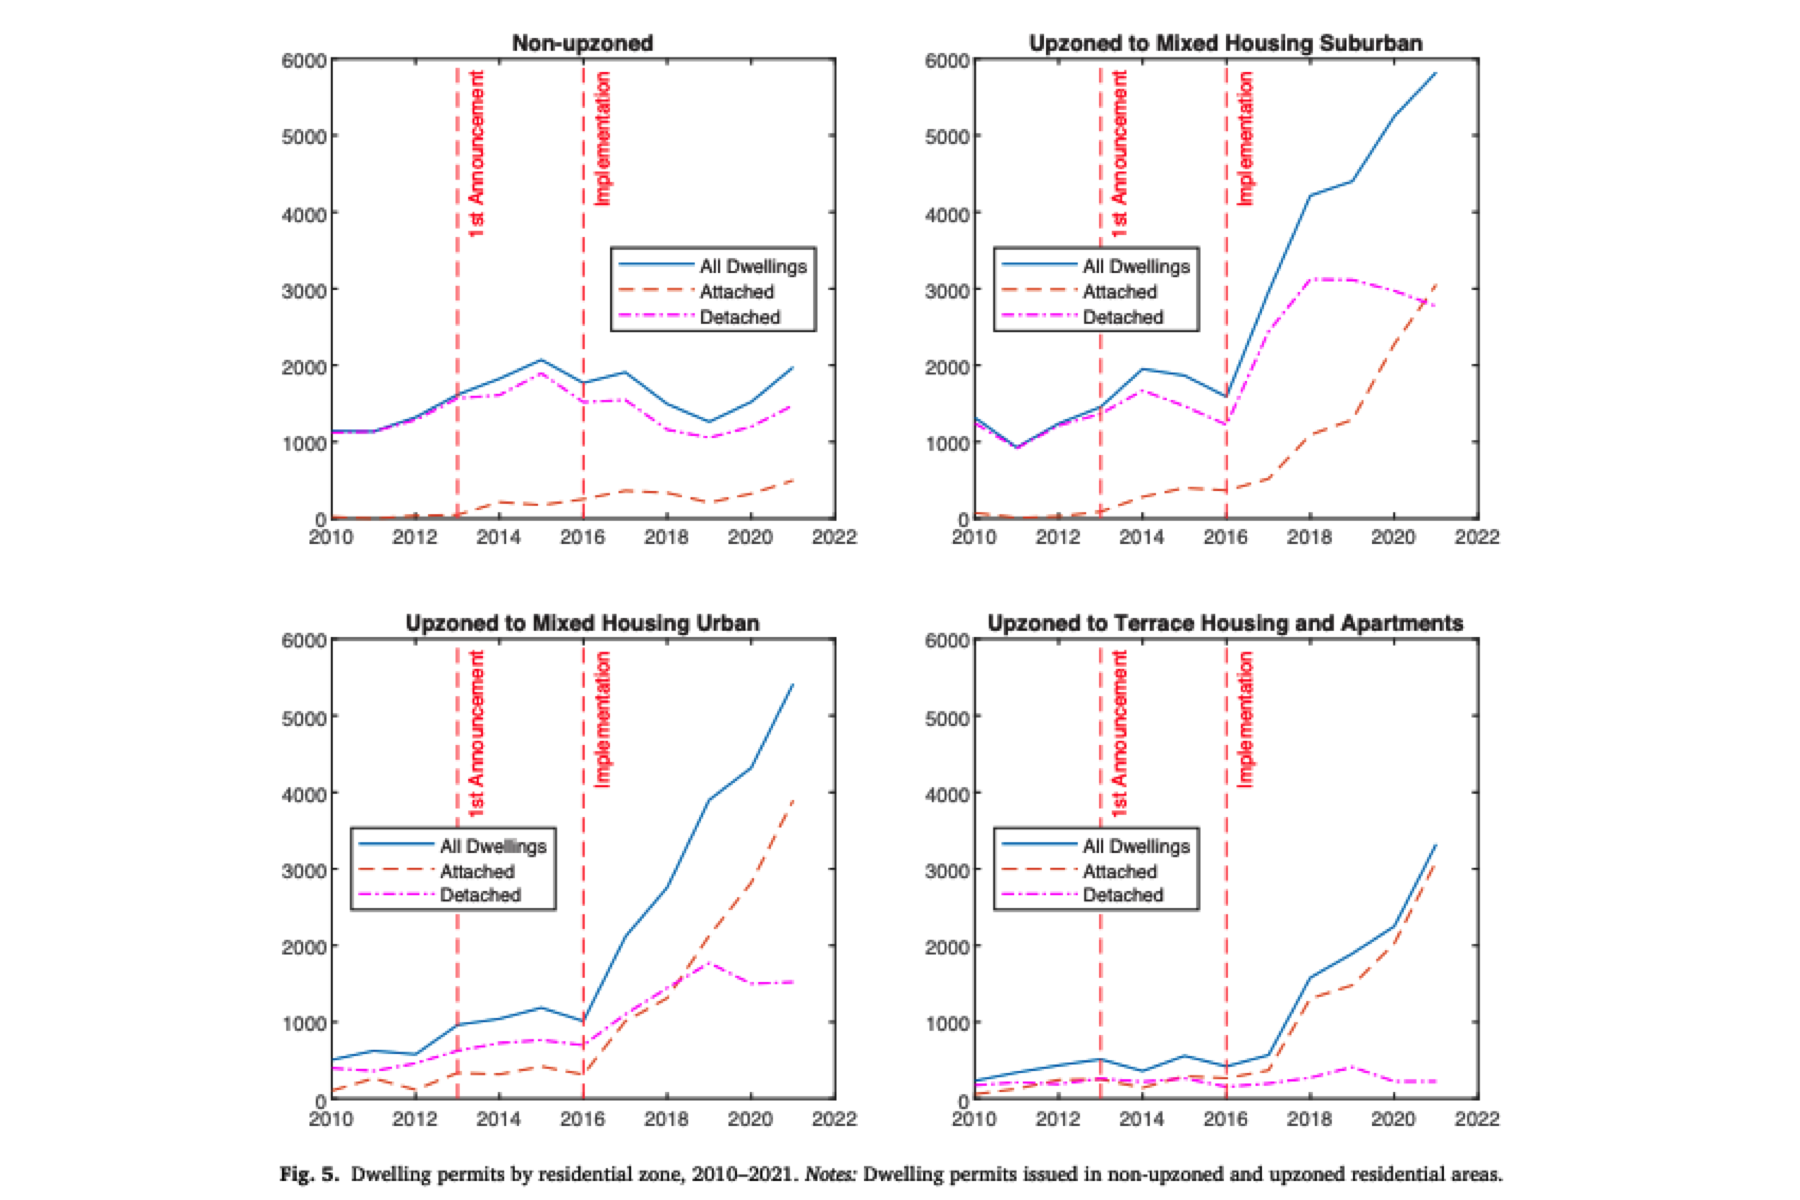 Non-upzoned
6000
5000
4000
3000
2000
1000
0
2010 2012 2014 2016 2018 2020 2022
1st Announcement
Implementation
All Dwellings
Attached
Detached
Upzoned to Mixed Housing Suburban
6000
5000
4000
3000
2000
1000
0
2010 2012 2014 2016 2018 2020 2022
1st Announcement
Implementation
All Dwellings
Attached
Detached
Upzoned to Mixed Housing Urban
6000
5000
4000
3000
2000
1000
0
2010 2012 2014 2016 2018 2020 2022
1st Announcement
Implementation
All Dwellings
Attached
Detached
Upzoned to Terrace Housing and Apartments
6000
5000
4000
3000
2000
1000
0
2010 2012 2014 2016 2018 2020 2022
1st Announcement
Implementation
All Dwellings
Attached
Detached
Fig. 5. Dwelling permits by residential zone, 2010–2021. Notes: Dwelling permits issued in non-upzoned and upzoned residential areas.